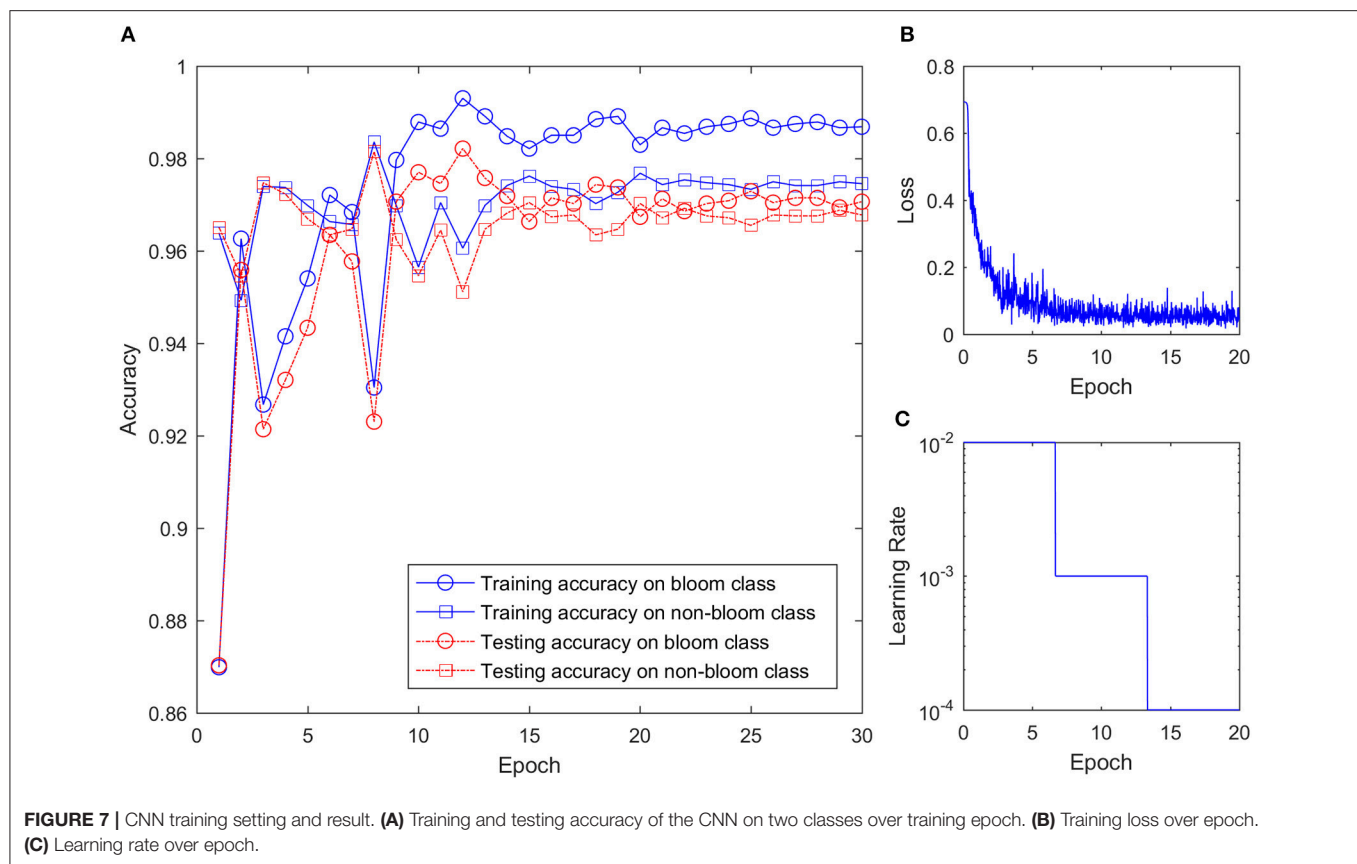 A
1
0.98
0.96
0.94
0.92
0.9
0.88
0.86
Accuracy
0 5 10 15 20 25 30
Epoch
Training accuracy on bloom class
Training accuracy on non-bloom class
Testing accuracy on bloom class
Testing accuracy on non-bloom class
B
0.8
0.6
0.4
0.2
0
Loss
0 5 10 15 20
Epoch
C
10-2
10-3
10-4
Learning Rate
0 5 10 15 20
Epoch
FIGURE 7 | CNN training setting and result. (A) Training and testing accuracy of the CNN on two classes over training epoch. (B) Training loss over epoch.
(C) Learning rate over epoch.